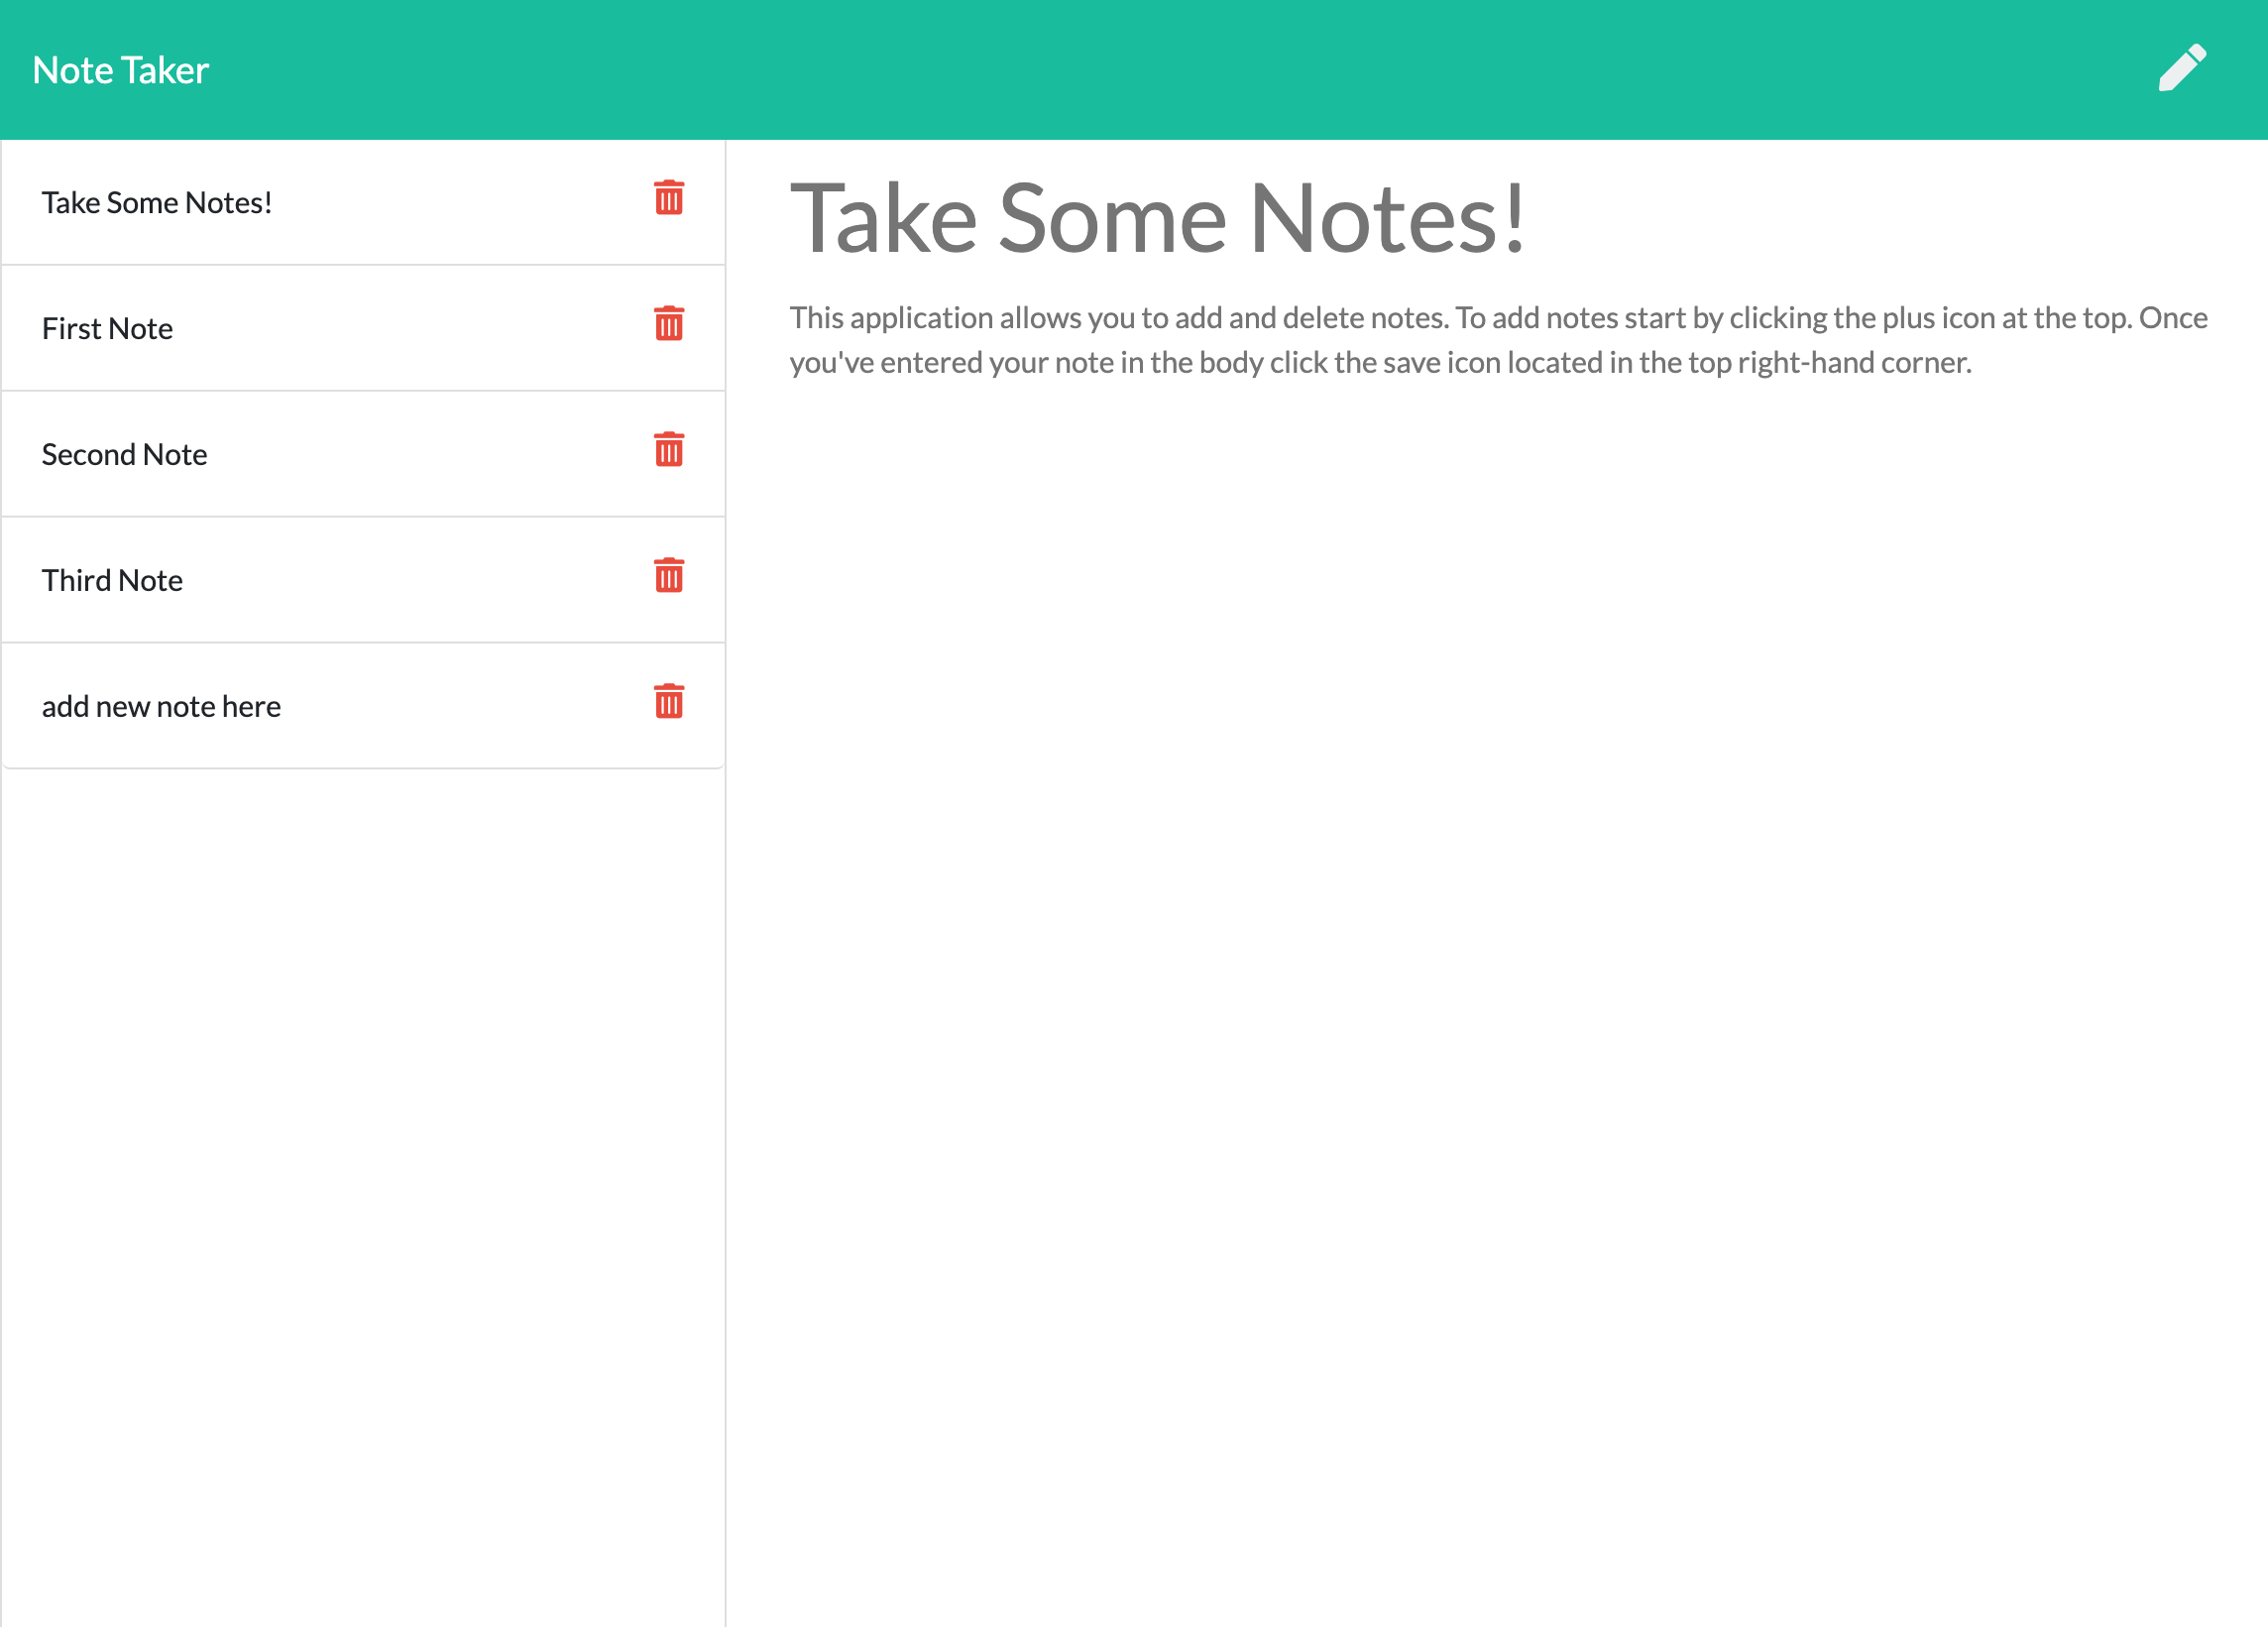 Note Taker
Take Some Notes!
First Note
Second Note
Third Note
add new note here
Take Some Notes!
This application allows you to add and delete notes. To add notes start by clicking the plus icon at the top. Once
you've entered your note in the body click the save icon located in the top right-hand corner.